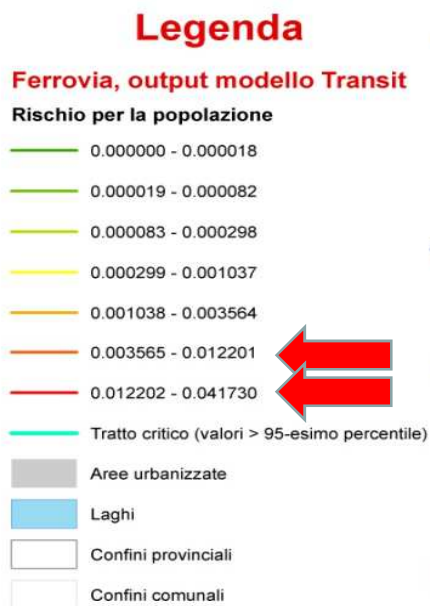 Legenda
Ferrovia, output modello Transit
Rischio per la popolazione
0.000000 - 0.000018
0.000019 - 0.000082
0.000083 - 0.000298
0.000299 - 0.001037
0.001038 - 0.003564
0.003565 - 0.012201
0.012202 - 0.041730
Tratto critico (valori > 95-esimo percentile)
Aree urbanizzate
Laghi
Confini provinciali
Confini comunali